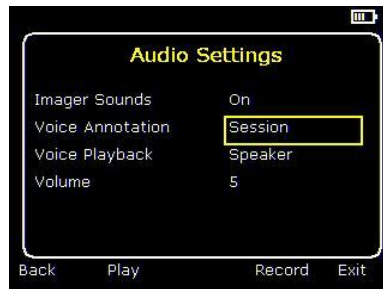 Audio Settings
Imager Sounds On
Voice Annotation Session
Voice Playback Speaker
Volume 5
Back Play Record Exit